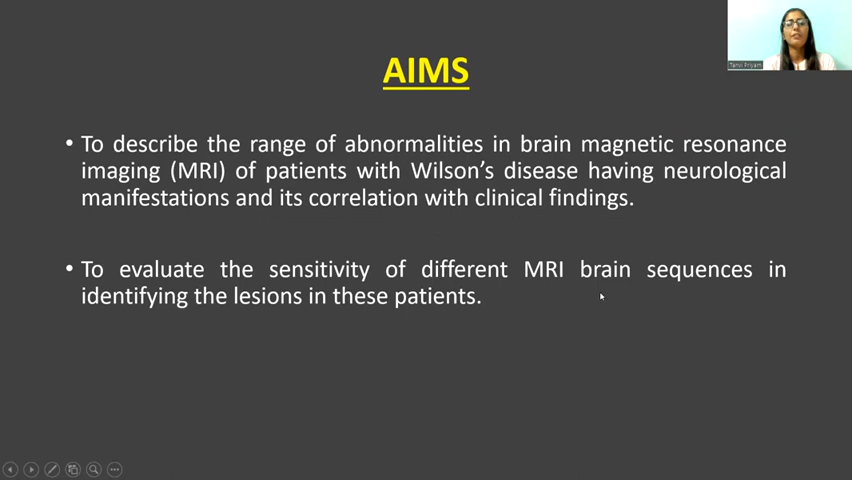 Tanvi Priyam
AIMS
• To describe the range of abnormalities in brain magnetic resonance
imaging (MRI) of patients with Wilson’s disease having neurological
manifestations and its correlation with clinical findings.
• To evaluate the sensitivity of different MRI brain sequences in
identifying the lesions in these patients.